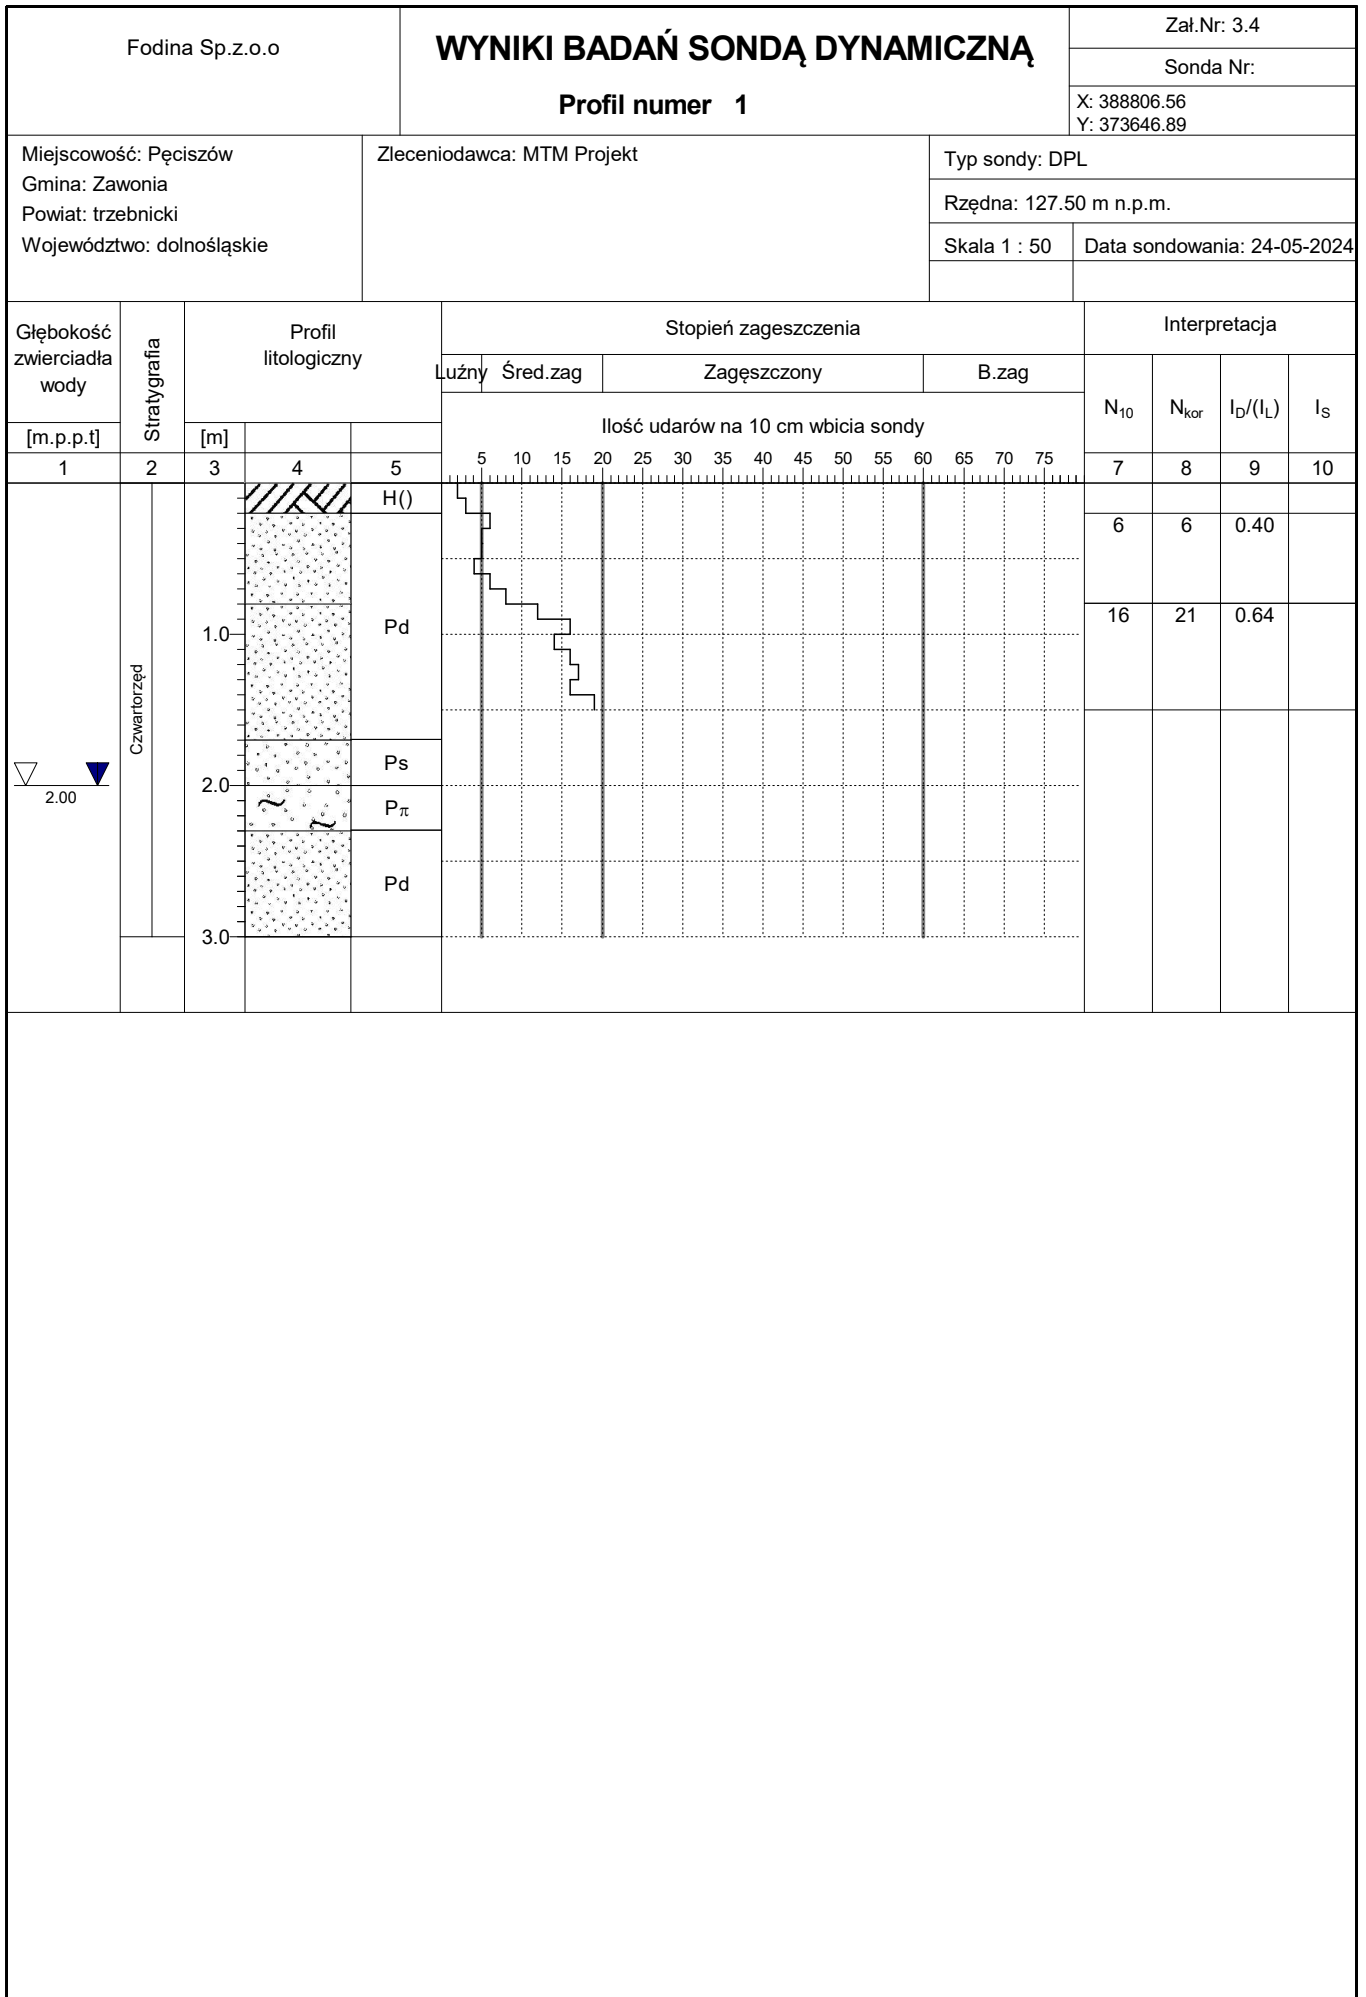 Fodina Sp.z.o.o
WYNIKI BADAŃ SONDĄ DYNAMICZNĄ
Profil numer 1
Zał.Nr: 3.4
Sonda Nr:
X: 388806.56
Y: 373646.89
Miejscowość: Pęciszów
Gmina: Zawonia
Powiat: trzebnicki
Województwo: dolnośląskie
Zleceniodawca: MTM Projekt
Typ sondy: DPL
Rzędna: 127.50 m n.p.m.
Skala 1 : 50
Data sondowania: 24-05-2024
Głębokość
zwierciadła
wody
[m.p.p.t]
Stratygrafia
Profil
litologiczny
[m]
Stopień zageszczenia
Luźny Śred.zag Zagęszczony B.zag
Ilość udarów na 10 cm wbicia sondy
5 10 15 20 25 30 35 40 45 50 55 60 65 70 75
Interpretacja
N10 Nkor ID/(IL) IS
1 2 3 4 5 7 8 9 10
H()
6 6 0.40
Pd
1.0
16 21 0.64
Czwartorzęd
Ps
2.0
2.00
Pπ
Pd
3.0